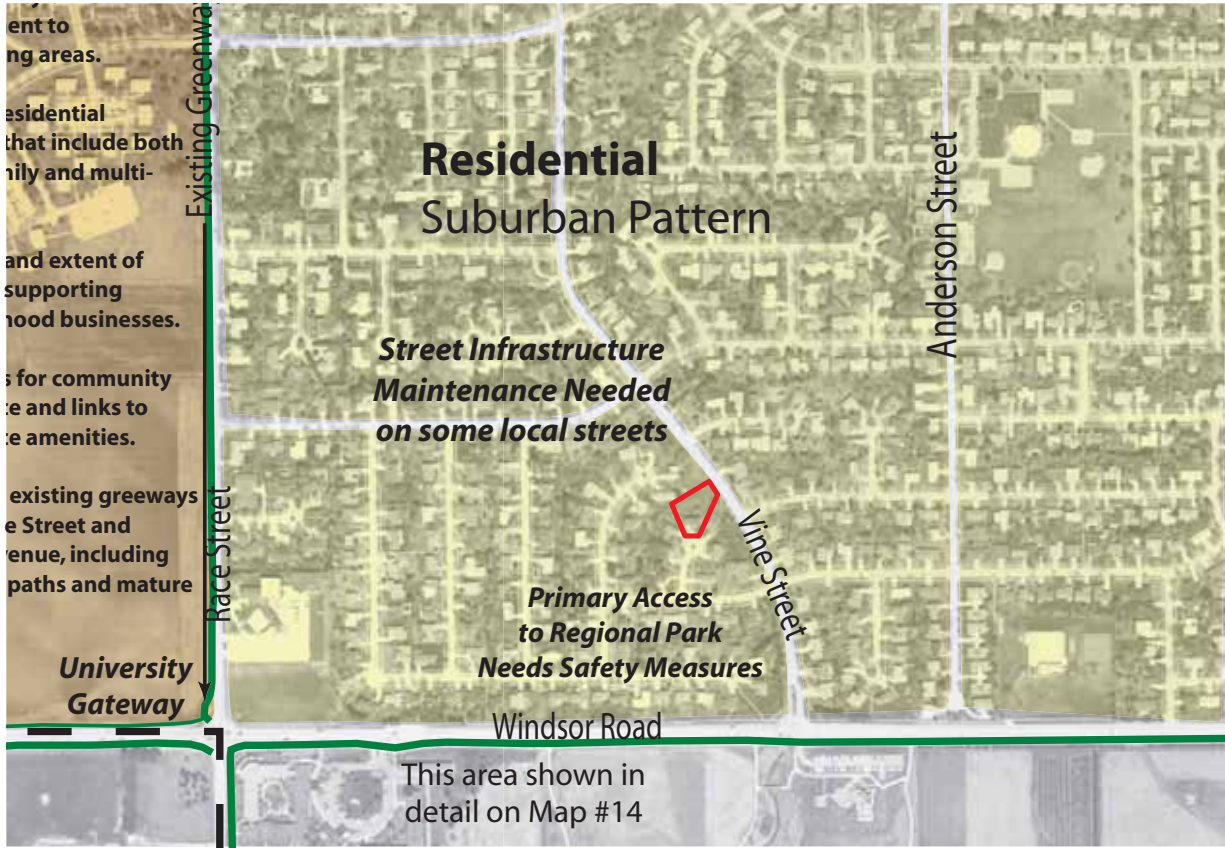 ent to
ng areas.
esidential
that include both
nily and multi-
and extent of
supporting
hood businesses.
s for community
ce and links to
te amenities.
existing greeways
e Street and
venue, including
paths and mature
University
Gateway
Existing Greenway
Race Street
Residential
Suburban Pattern
Street Infrastructure
Maintenance Needed
on some local streets
Anderson Street
Vine Street
Primary Access
to Regional Park
Needs Safety Measures
Windsor Road
This area shown in
detail on Map #14